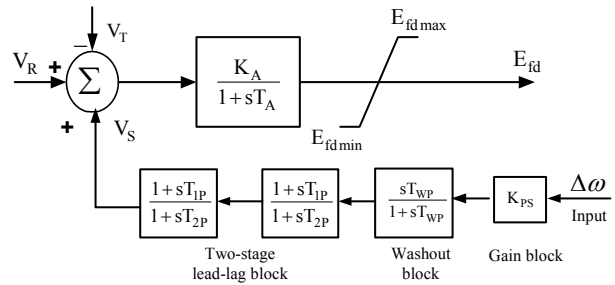 V_T
−
E_fd max
V_R
+
Σ
K_A
1 + sT_A
E_fd
+
V_S
E_fd min
1 + sT_1P
1 + sT_2P
1 + sT_1P
1 + sT_2P
sT_WP
1 + sT_WP
K_PS
Δω
Input
Two-stage
lead-lag block
Washout
block
Gain block